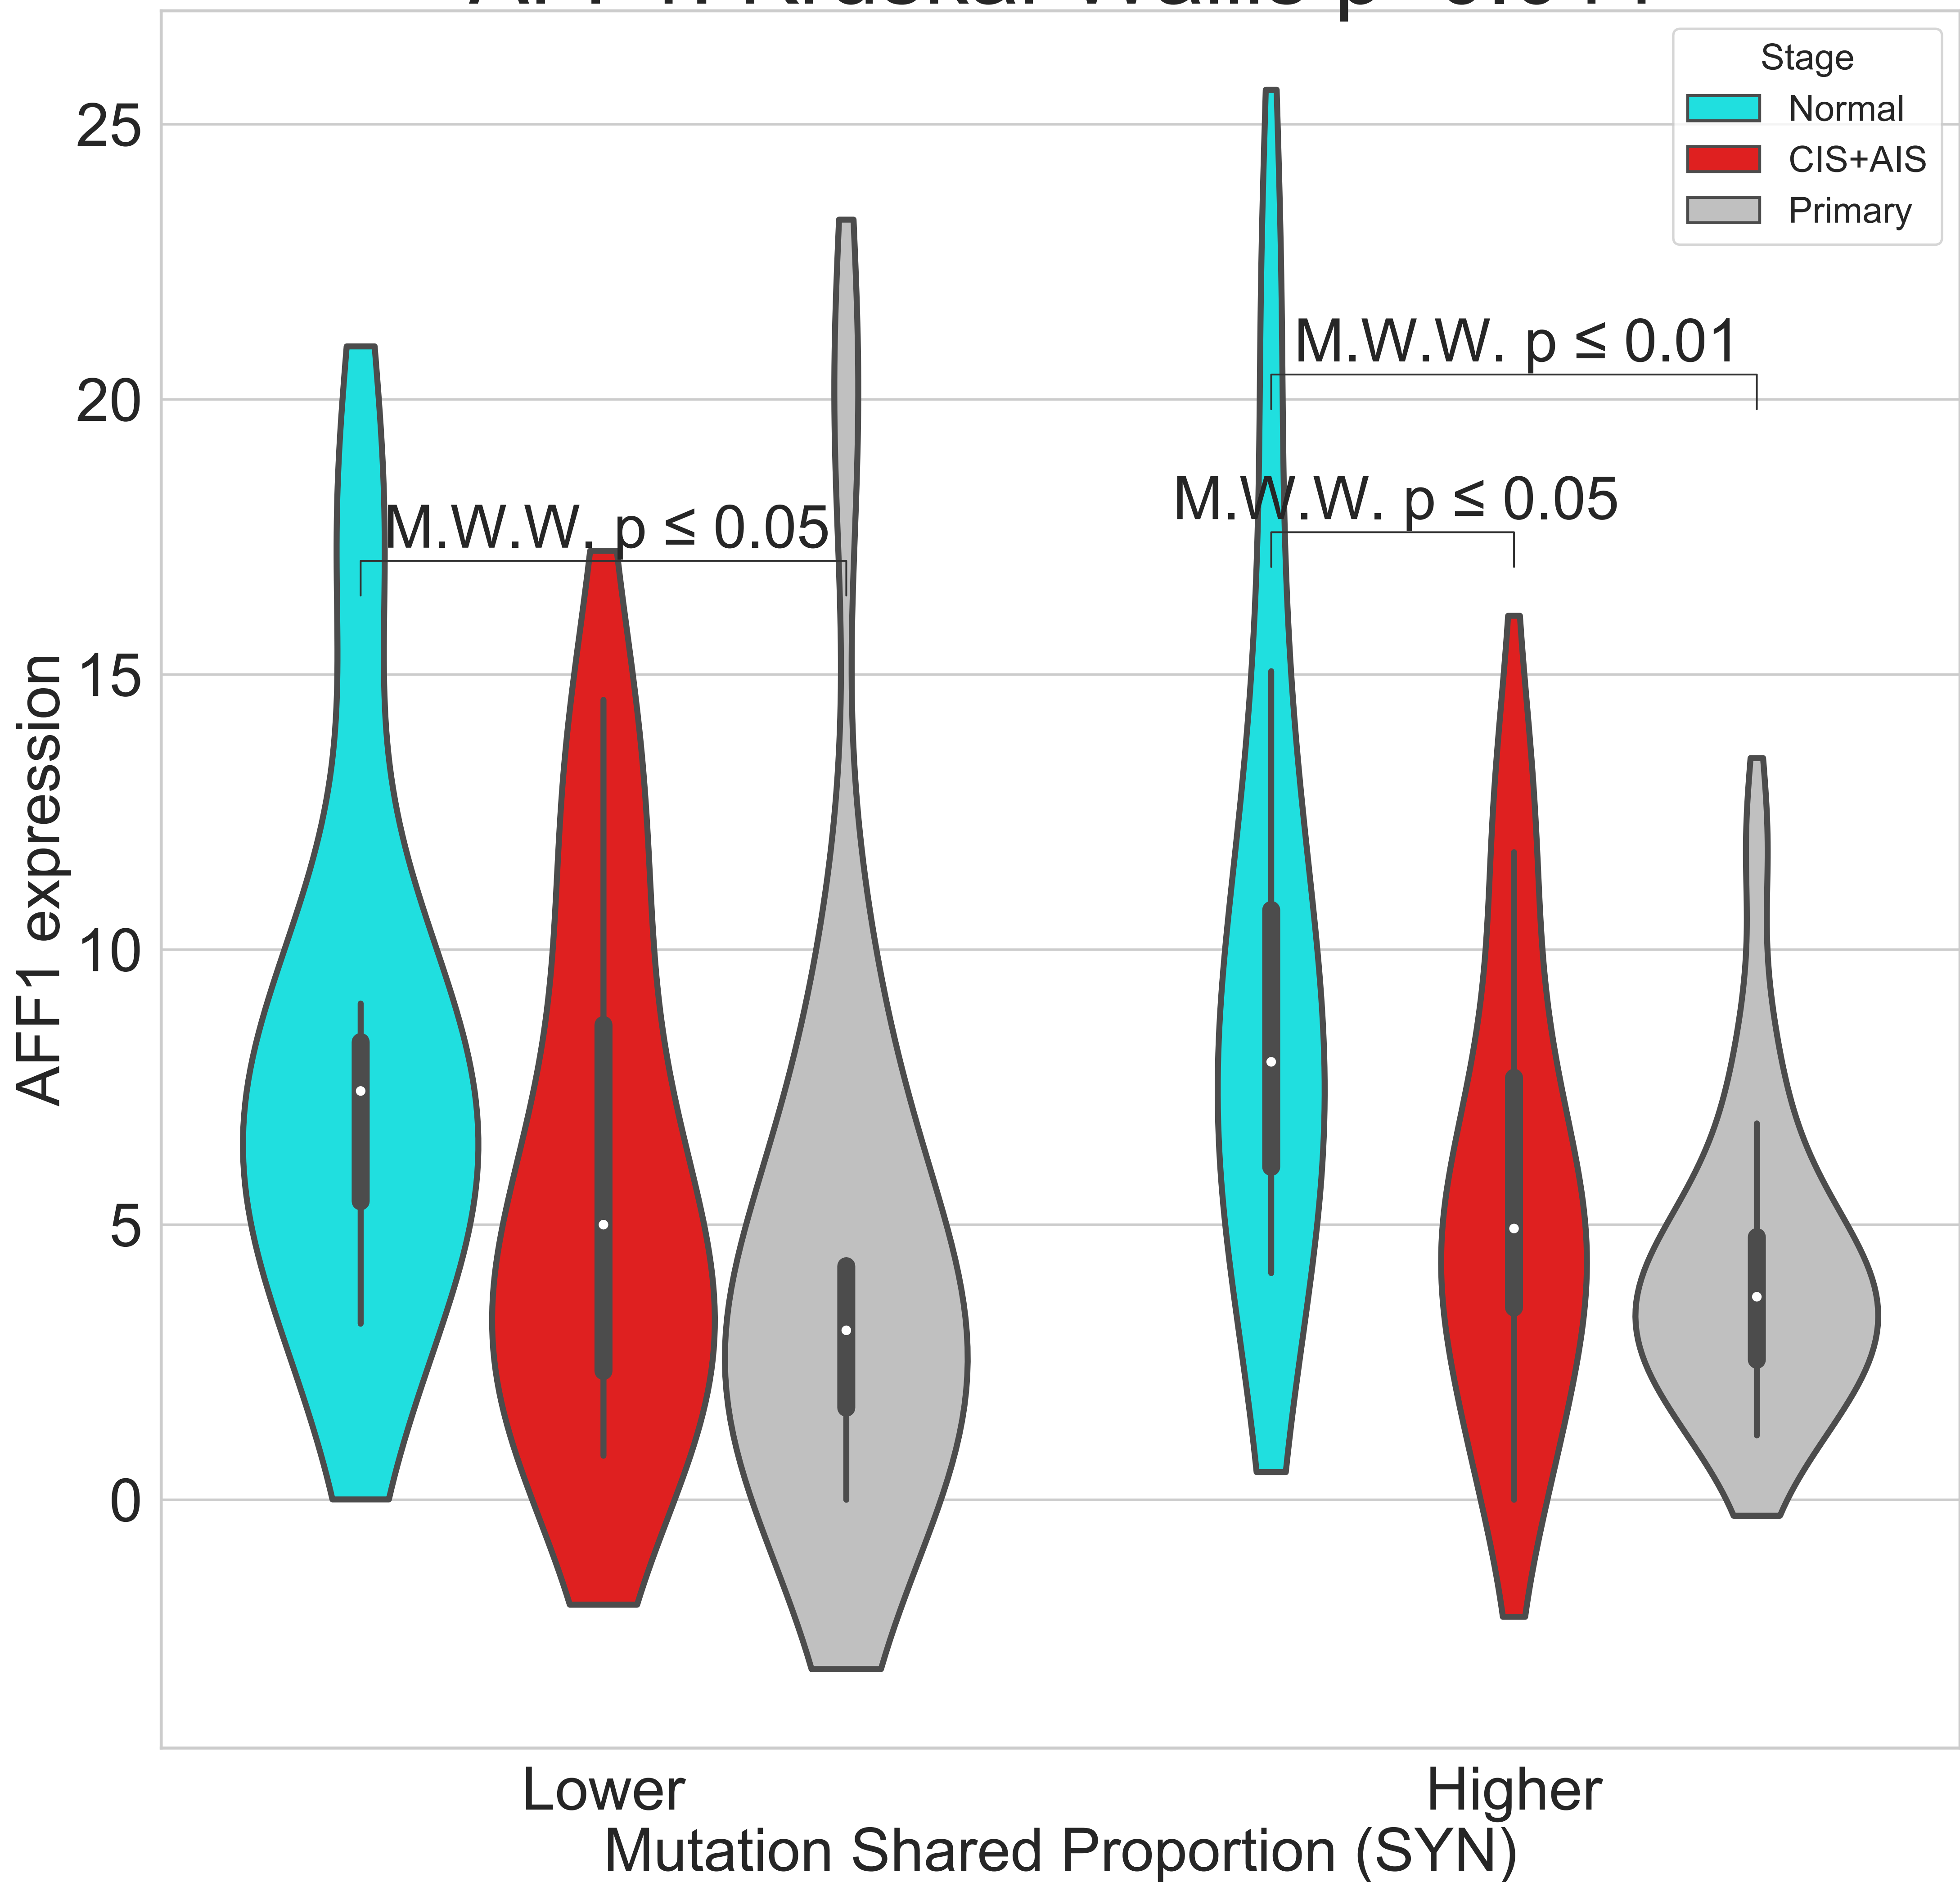 Stage
Normal
CIS+AIS
Primary
25
20
15
10
5
0
AFF1 expression
M.W.W. p ≤ 0.01
M.W.W. p ≤ 0.05
M.W.W. p ≤ 0.05
Lower
Higher
Mutation Shared Proportion (SYN)